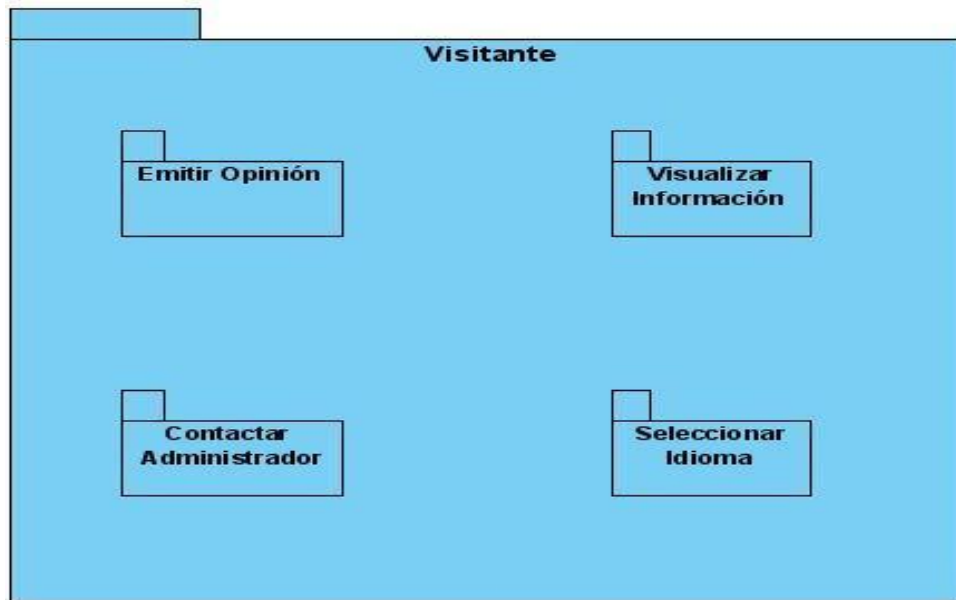 Visitante
Emitir Opinión
Visualizar
Información
Contactar
Administrador
Seleccionar
Idioma